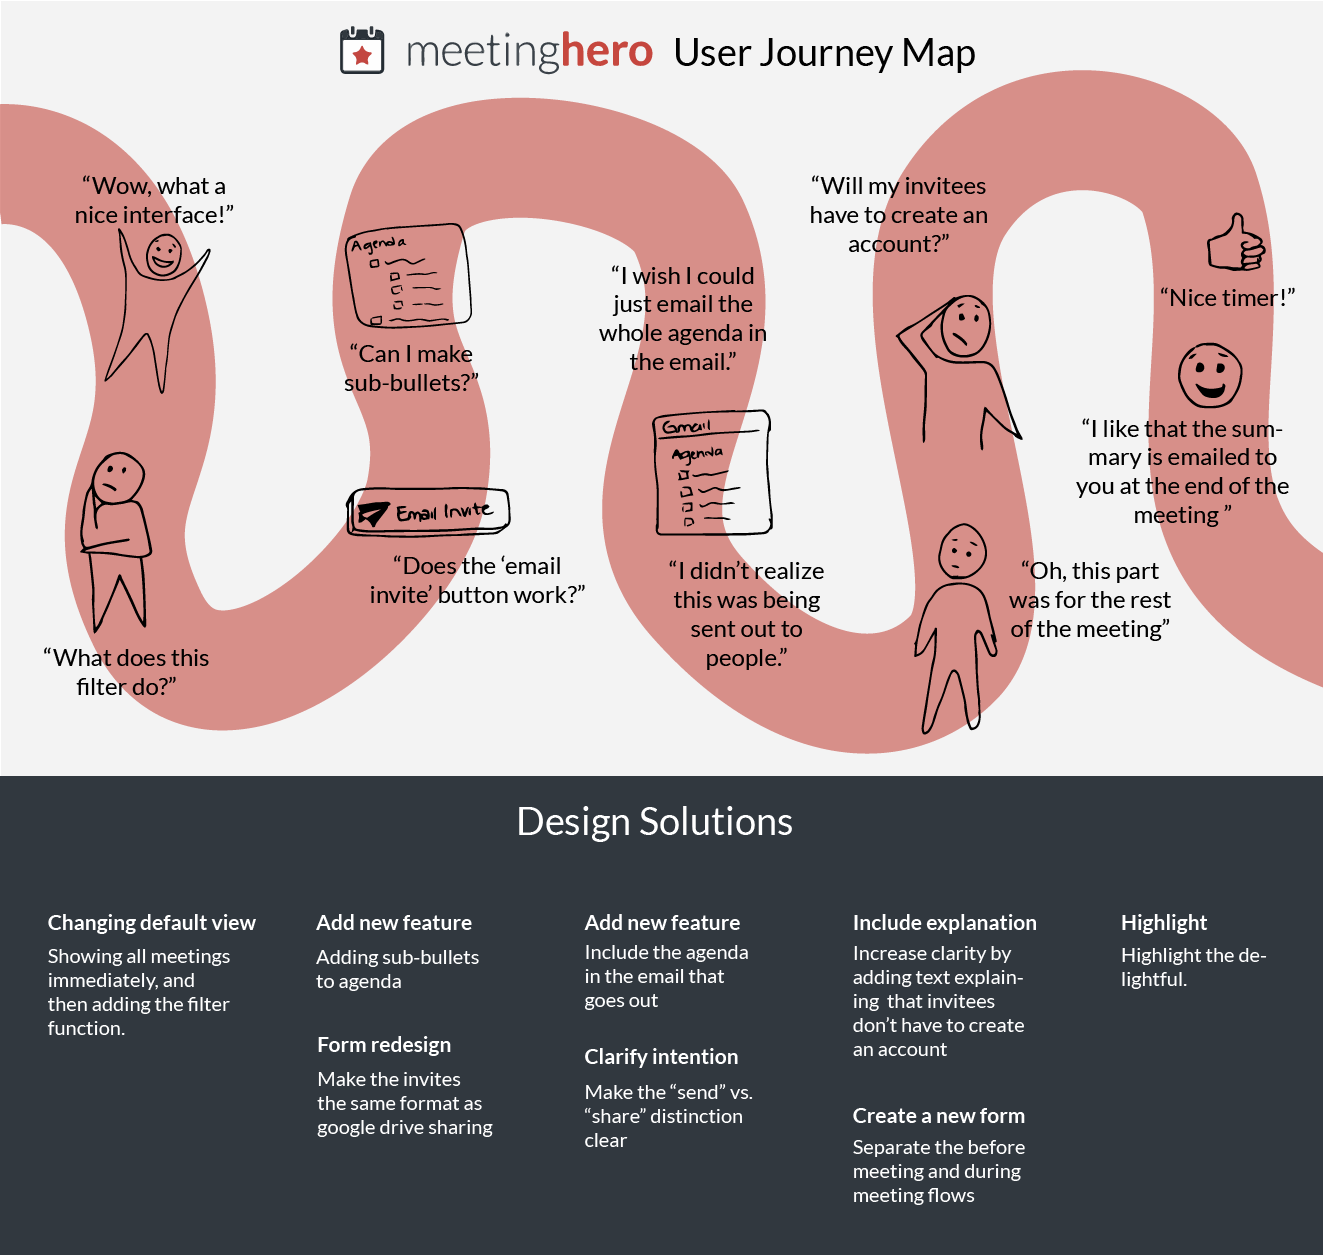 meetinghero User Journey Map
“Wow, what a
nice interface!”
“What does this
filter do?”
Agenda
“Can I make
sub-bullets?”
Email Invite
“Does the ‘email
invite’ button work?”
“I wish I could
just email the
whole agenda in
the email.”
Gmail
Agenda
“I didn’t realize
this was being
sent out to
people.”
“Will my invitees
have to create an
account?”
“Oh, this part
was for the rest
of the meeting”
“Nice timer!”
“I like that the sum-
mary is emailed to
you at the end of the
meeting ”
Design Solutions
Changing default view
Showing all meetings
immediately, and
then adding the filter
function.
Add new feature
Adding sub-bullets
to agenda
Form redesign
Make the invites
the same format as
google drive sharing
Add new feature
Include the agenda
in the email that
goes out
Clarify intention
Make the “send” vs.
“share” distinction
clear
Include explanation
Increase clarity by
adding text explain-
ing  that invitees
don’t have to create
an account
Create a new form
Separate the before
meeting and during
meeting flows
Highlight
Highlight the de-
lightful.